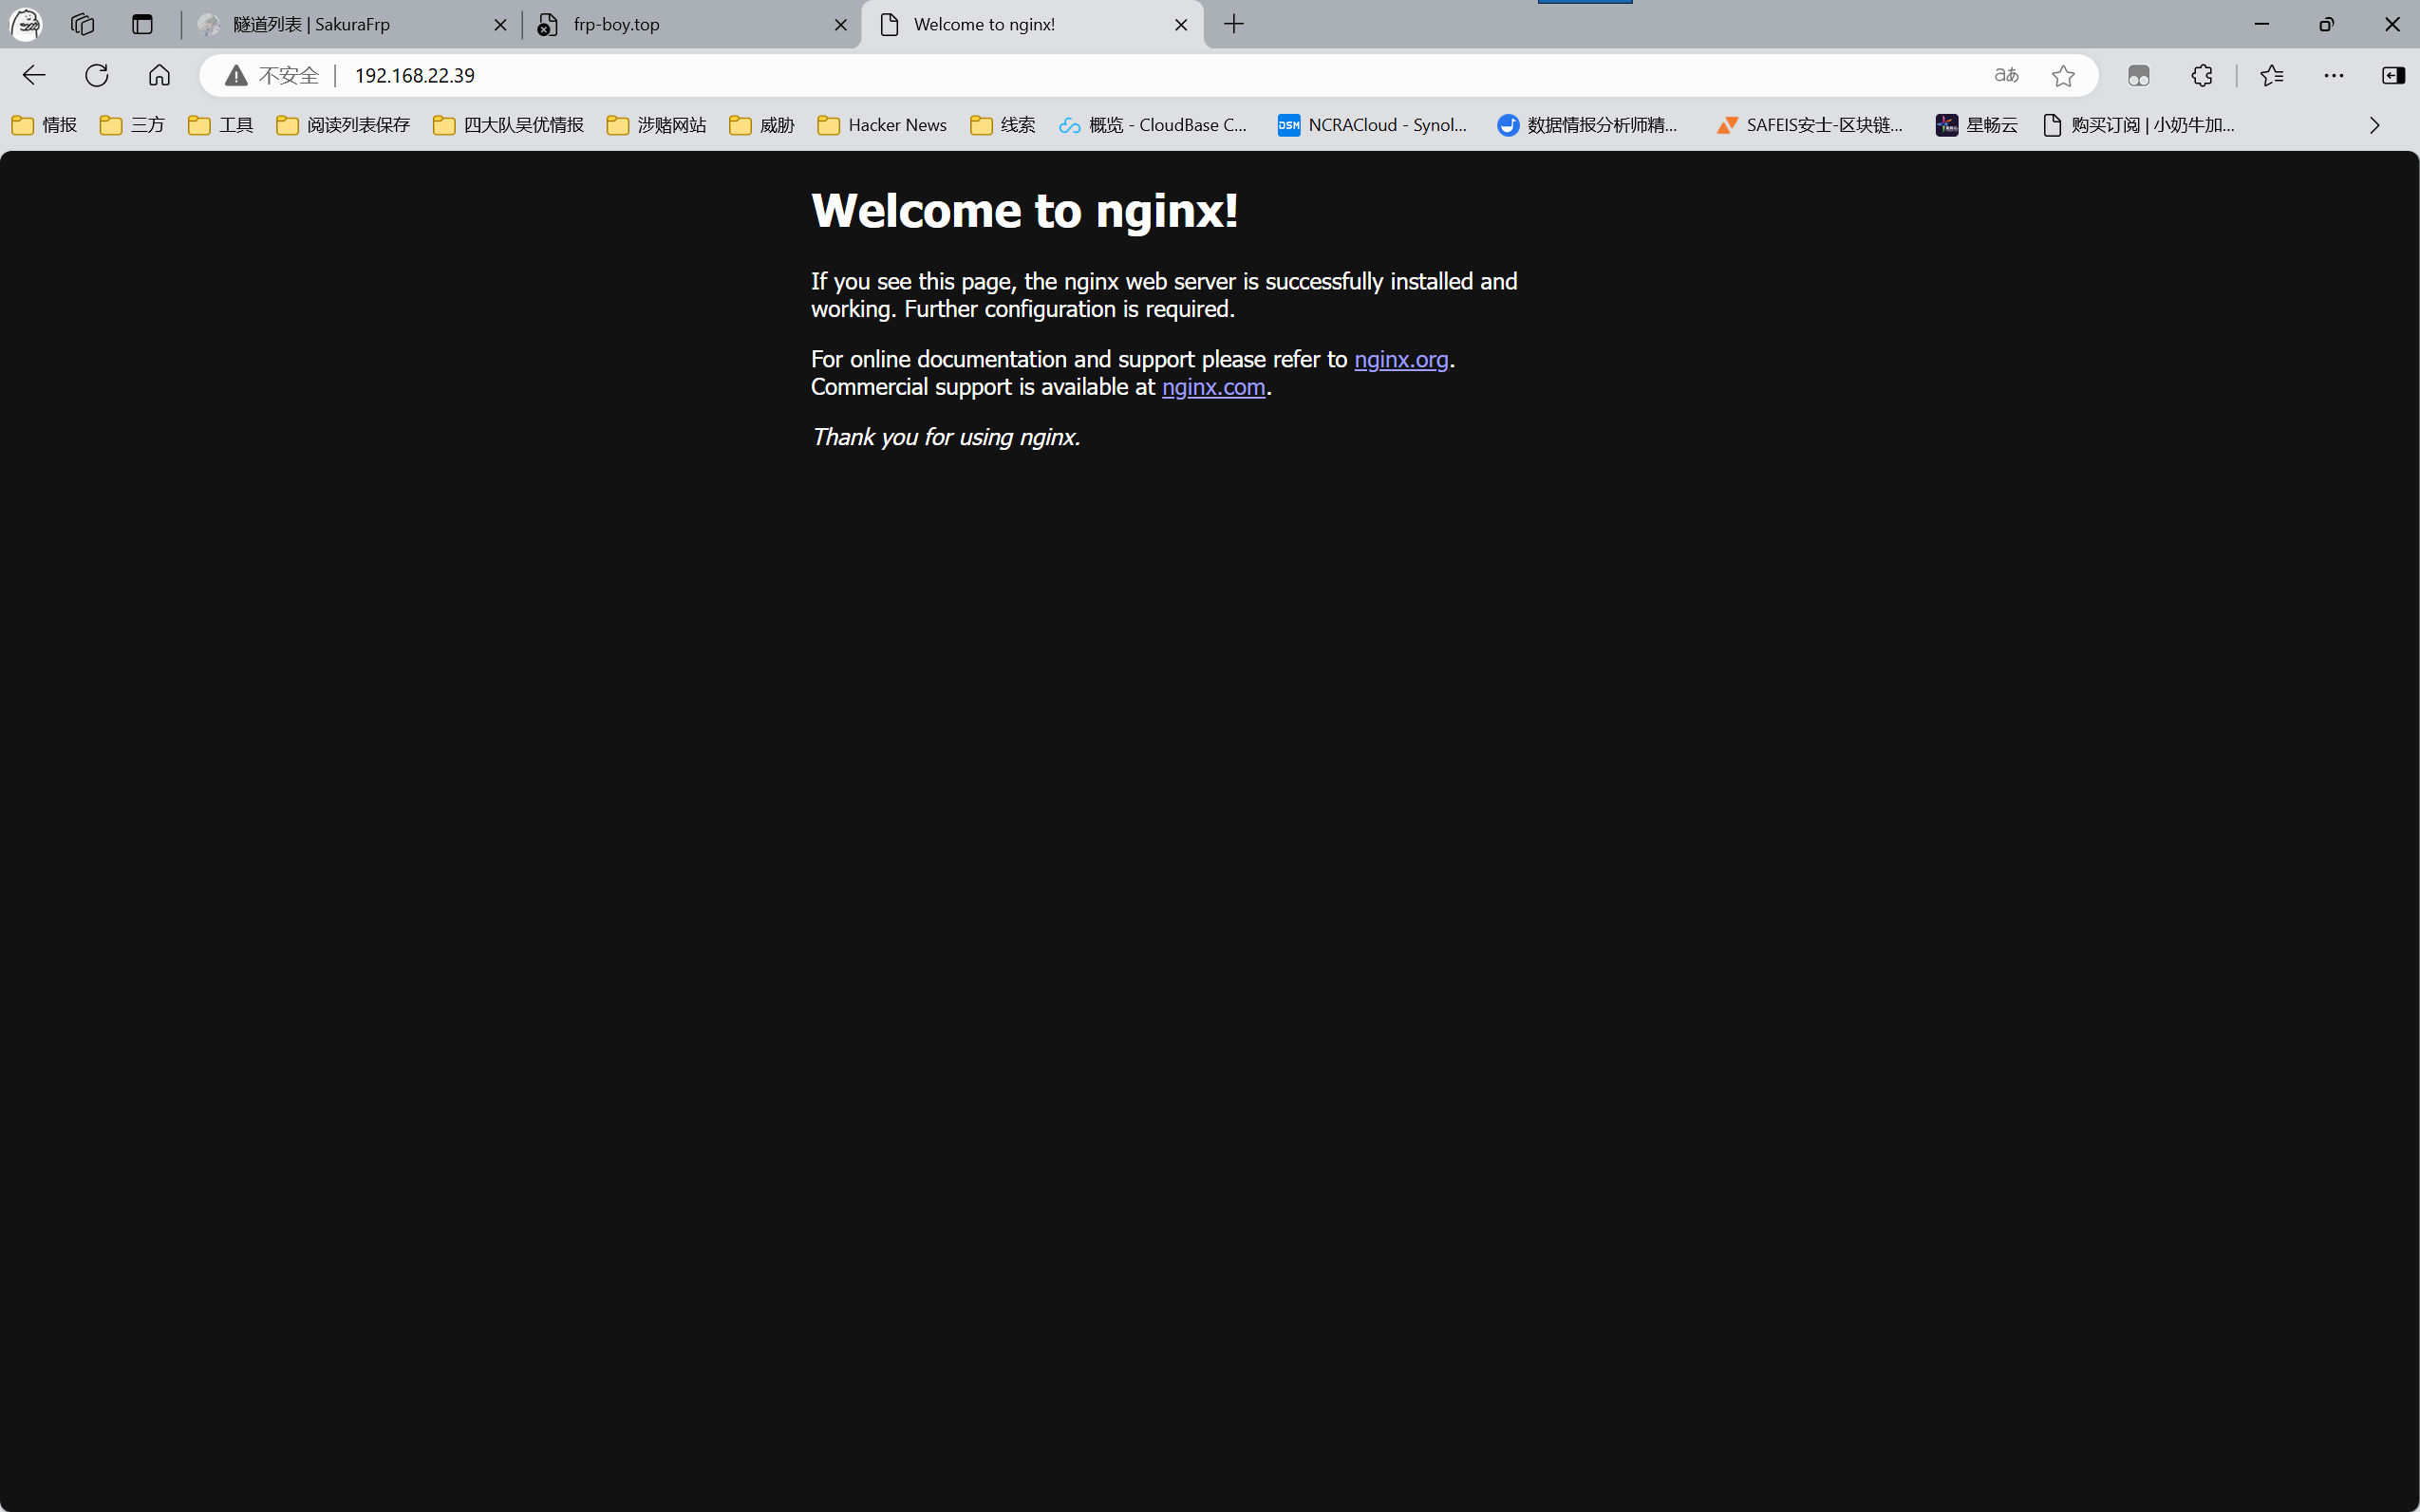 隧道列表 | SakuraFrp
frp-boy.top
Welcome to nginx!
不安全
192.168.22.39
aあ
情报
三方
工具
阅读列表保存
四大队吴优情报
涉赌网站
威胁
Hacker News
线索
概览 - CloudBase C...
DSM
NCRACloud - Synol...
数据情报分析师精...
SAFEIS安士-区块链...
星畅云
购买订阅 | 小奶牛加...
Welcome to nginx!
If you see this page, the nginx web server is successfully installed and
working. Further configuration is required.
For online documentation and support please refer to nginx.org.
Commercial support is available at nginx.com.
Thank you for using nginx.